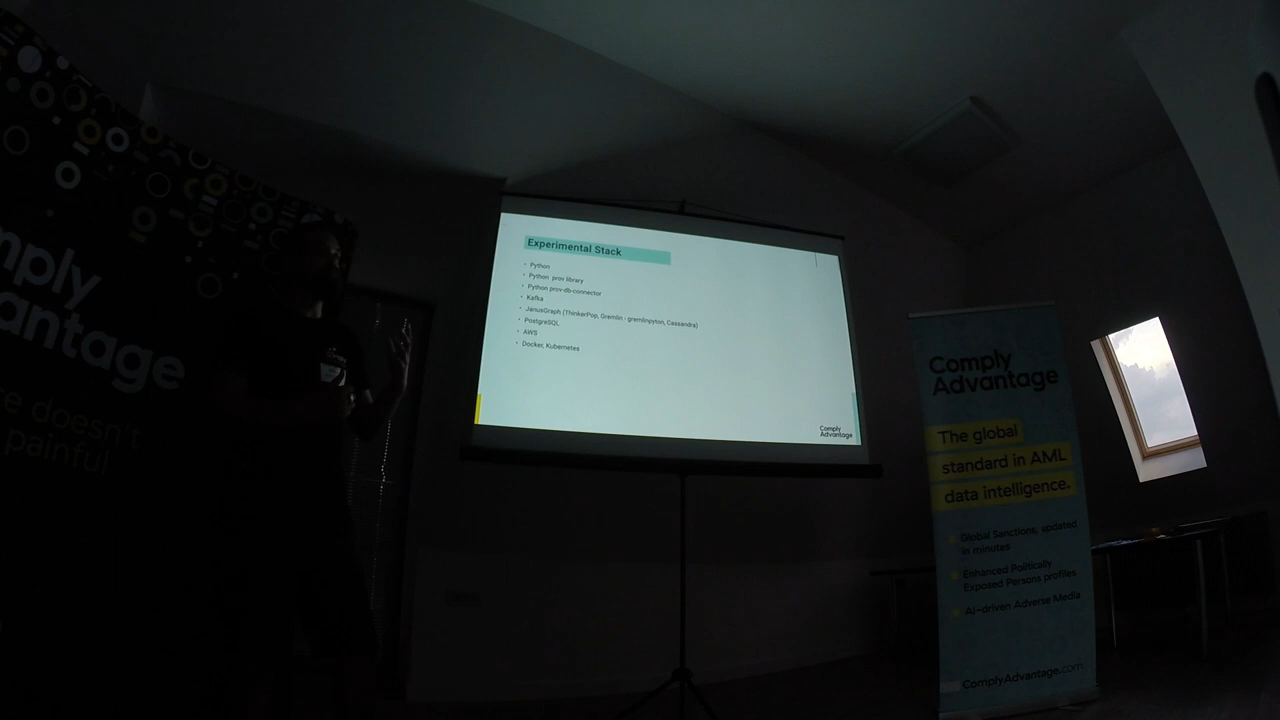 mply
antage
e doesn't
painful
Experimental Stack
• Python
• Python prov library
• Python prov-db-connector
• Kafka
• JanusGraph (ThinkerPop, Gremlin - gremlinpyton, Cassandra)
• PostgreSQL
• AWS
• Docker, Kubernetes
Comply
Advantage
Comply
Advantage
The global
standard in AML
data intelligence.
Global Sanctions, updated
in minutes
Enhanced Politically
Exposed Persons profiles
AI-driven Adverse Media
ComplyAdvantage.com